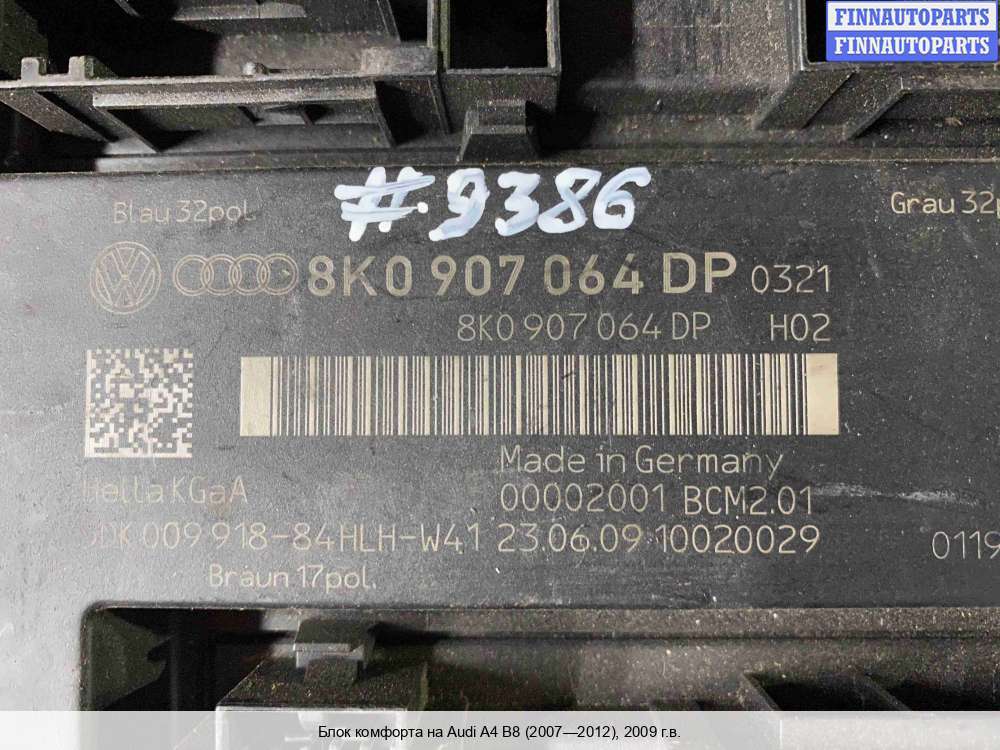 FINNAUTOPARTS
FINNAUTOPARTS
#9386
Blau 32pol.
Grau 32p
8K0 907 064 DP 0321
8K0 907 064 DP H02
Made in Germany
Hella KGaA
00002001 BCM2.01
DK 009 918-84 HLH-W41 23.06.09 10020029
0119
Braun 17pol.
Блок комфорта на Audi A4 B8 (2007—2012), 2009 г.в.